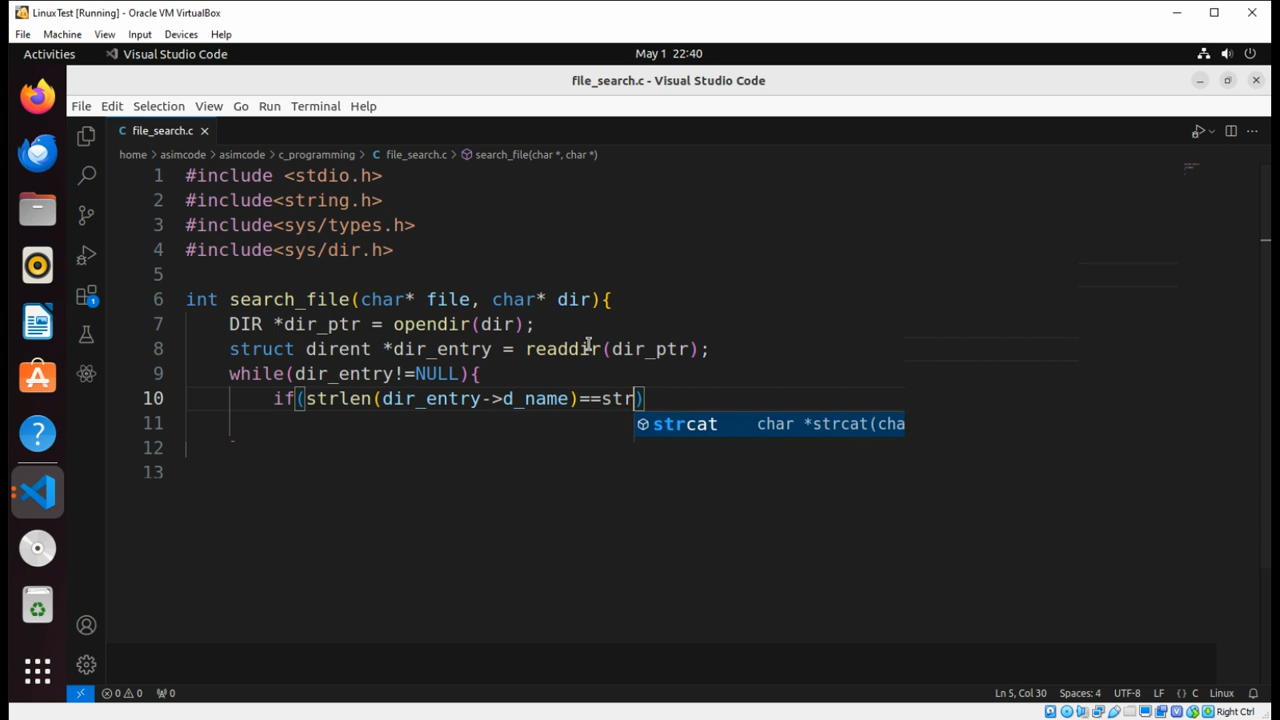 LinuxTest [Running] - Oracle VM VirtualBox
File Machine View Input Devices Help
Activities Visual Studio Code May 1 22:40
file_search.c - Visual Studio Code
File Edit Selection View Go Run Terminal Help
C file_search.c
home > asimcode > asimcode > c_programming > C file_search.c > search_file(char *, char *)
1 #include <stdio.h>
2 #include<string.h>
3 #include<sys/types.h>
4 #include<sys/dir.h>
5
6 int search_file(char* file, char* dir){
7 DIR *dir_ptr = opendir(dir);
8 struct dirent *dir_entry = readdir(dir_ptr);
9 while(dir_entry!=NULL){
10 if(strlen(dir_entry->d_name)==str)
11 strcat char *strcat(cha
12
13
1
0 0 0 Ln 5, Col 30 Spaces: 4 UTF-8 LF {} C Linux
Right Ctrl